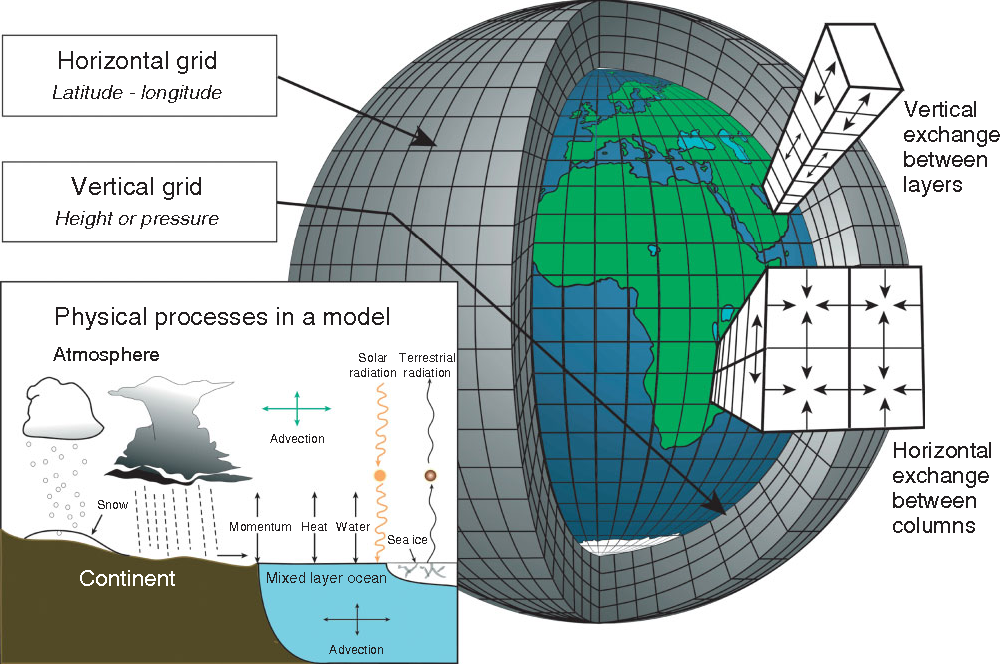 Horizontal grid
Latitude - longitude
Vertical grid
Height or pressure
Vertical
exchange
between
layers
Horizontal
exchange
between
columns
Physical processes in a model
Atmosphere
Solar
radiation
Terrestrial
radiation
Advection
Snow
Momentum Heat Water
Sea ice
Continent
Mixed layer ocean
Advection